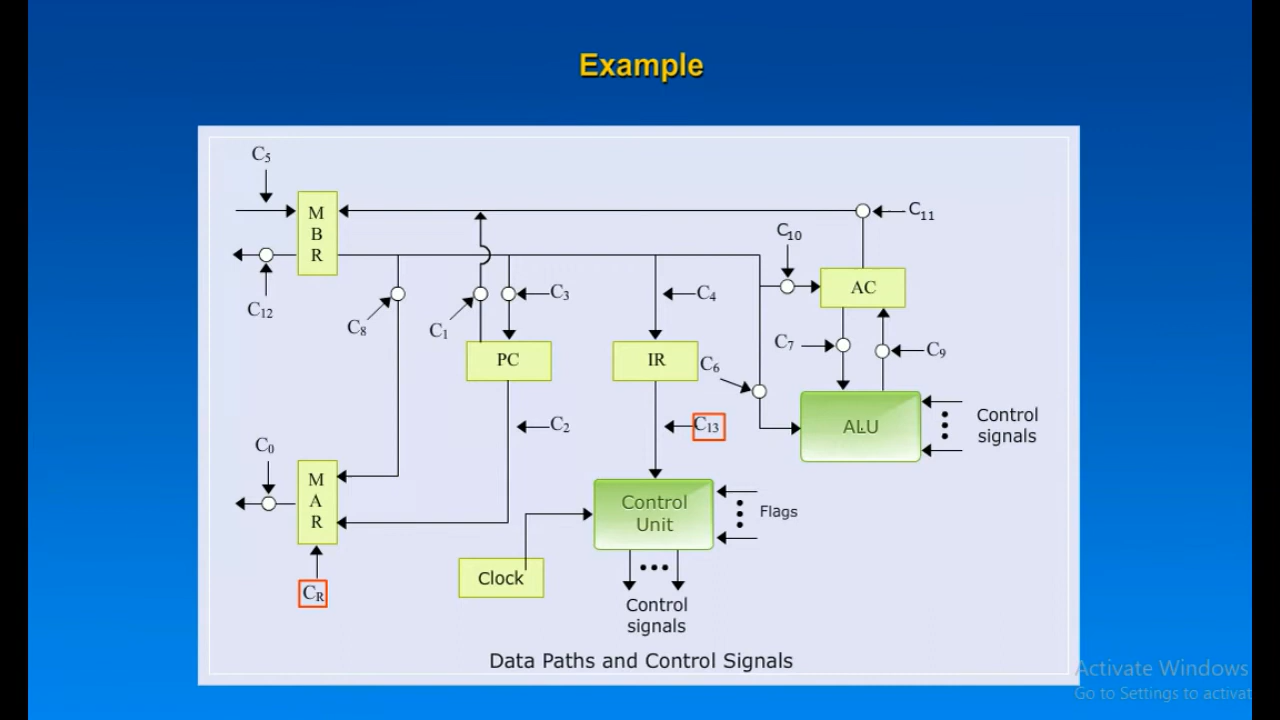 Example
C5
M
B
R
C11
C10
C12
C8
C1
C3
C4
AC
C7
C9
PC
IR
C6
C2
C13
ALU
Control
signals
C0
M
A
R
Control
Unit
Flags
Clock
CR
Control
signals
Data Paths and Control Signals
Activate Windows
Go to Settings to activat